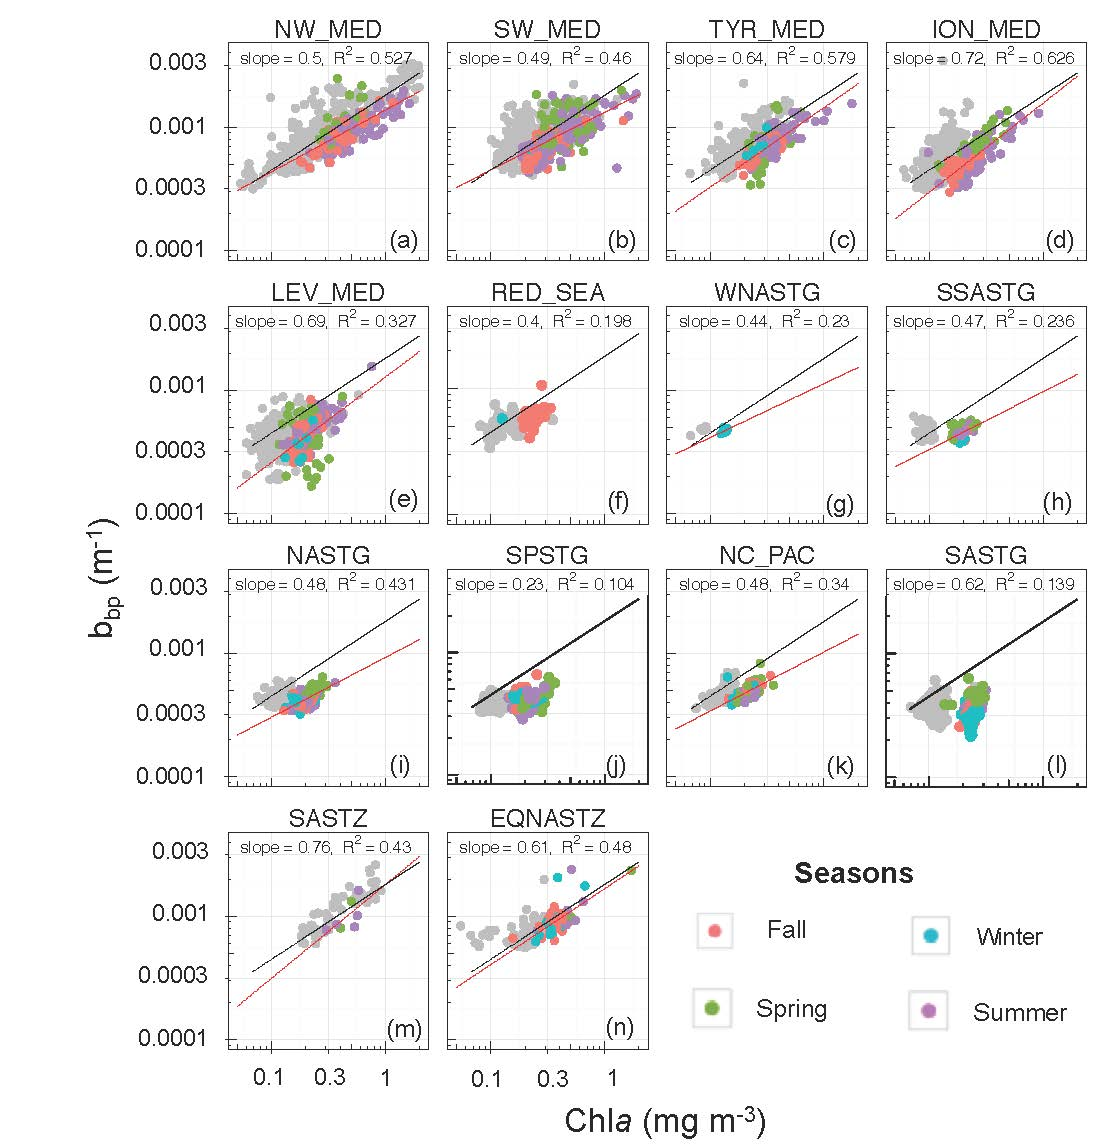 NW_MED SW_MED TYR_MED ION_MED
slope = 0.5, R2 = 0.527 slope = 0.49, R2 = 0.46 slope = 0.64, R2 = 0.579 slope = 0.72, R2 = 0.626
0.003
0.001
0.0003
0.0001
(a) (b) (c) (d)
LEV_MED RED_SEA WNASTG SSASTG
slope = 0.69, R2 = 0.327 slope = 0.4, R2 = 0.198 slope = 0.44, R2 = 0.23 slope = 0.47, R2 = 0.236
0.003
0.001
0.0003
0.0001
(e) (f) (g) (h)
bbp (m-1)
NASTG SPSTG NC_PAC SASTG
slope = 0.48, R2 = 0.431 slope = 0.23, R2 = 0.104 slope = 0.48, R2 = 0.34 slope = 0.62, R2 = 0.139
0.003
0.001
0.0003
0.0001
(i) (j) (k) (l)
SASTZ EQNASTZ
slope = 0.76, R2 = 0.43 slope = 0.61, R2 = 0.48
0.003
0.001
0.0003
0.0001
(m) (n)
0.1 0.3 1 0.1 0.3 1
Chla (mg m-3)
Seasons
Fall Winter
Spring Summer